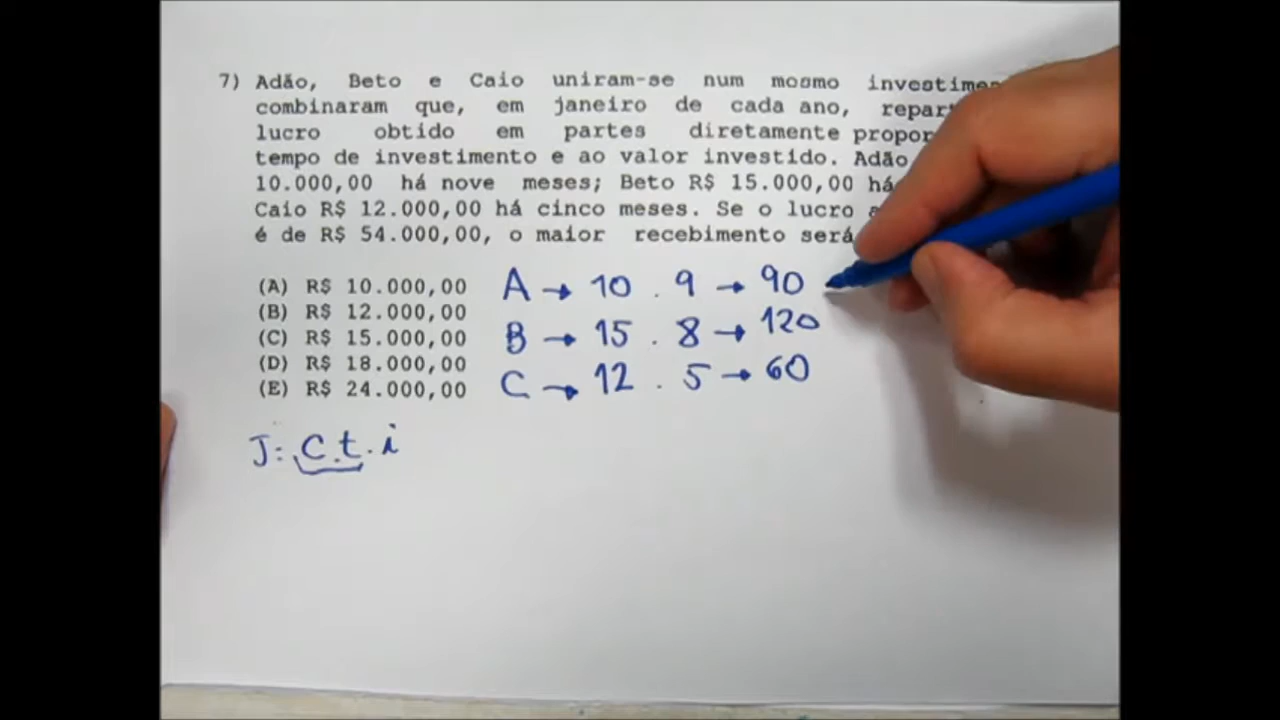 7) Adão, Beto e Caio uniram-se num mosmo
combinaram que, em janeiro de cada ano,
lucro obtido em partes diretamente
tempo de investimento e ao valor investido. Adão
10.000,00 há nove meses; Beto R$ 15.000,00 há
Caio R$ 12.000,00 há cinco meses. Se o lucro
é de R$ 54.000,00, o maior recebimento será
(A) R$ 10.000,00
(B) R$ 12.000,00
(C) R$ 15.000,00
(D) R$ 18.000,00
(E) R$ 24.000,00
A → 10 . 9 → 90
B → 15 . 8 → 120
C → 12 . 5 → 60
J = C.t.i